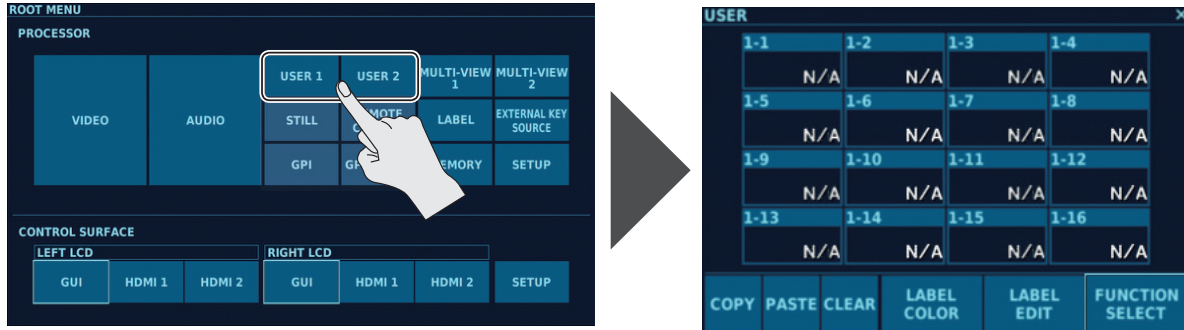 ROOT MENU
PROCESSOR
VIDEO
AUDIO
USER 1
USER 2
MULTI-VIEW
1
MULTI-VIEW
2
STILL
LABEL
EXTERNAL KEY
SOURCE
GPI
SETUP
CONTROL SURFACE
LEFT LCD
RIGHT LCD
GUI
HDMI 1
HDMI 2
GUI
HDMI 1
HDMI 2
SETUP
USER
×
1-1
1-2
1-3
1-4
N/A
N/A
N/A
N/A
1-5
1-6
1-7
1-8
N/A
N/A
N/A
N/A
1-9
1-10
1-11
1-12
N/A
N/A
N/A
N/A
1-13
1-14
1-15
1-16
N/A
N/A
N/A
N/A
COPY
PASTE
CLEAR
LABEL
COLOR
LABEL
EDIT
FUNCTION
SELECT